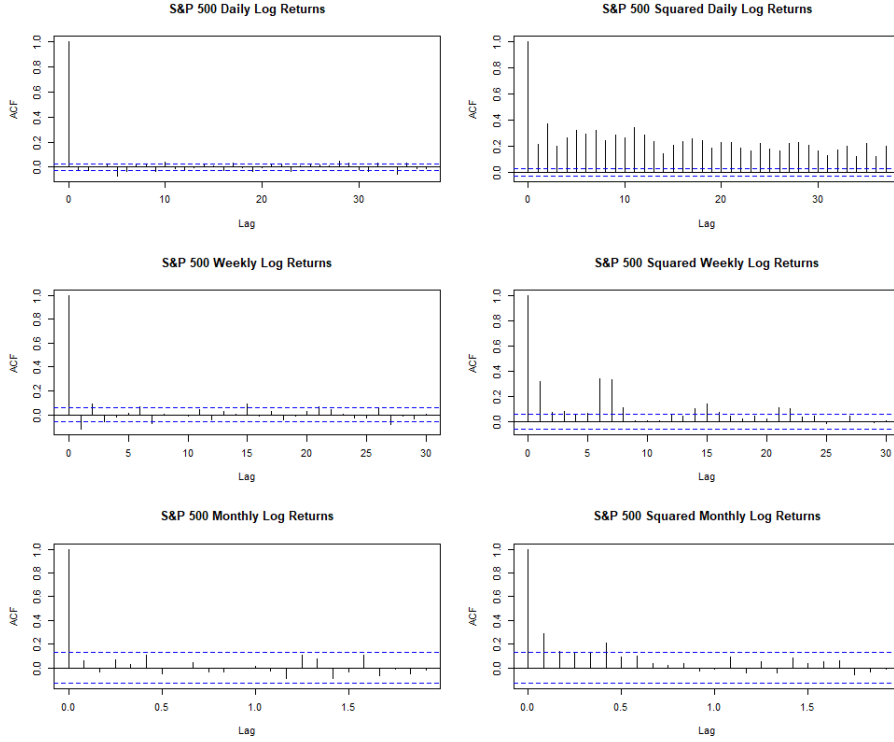 S&P 500 Daily Log Returns
ACF
0.0 0.2 0.4 0.6 0.8 1.0
0 10 20 30
Lag
S&P 500 Squared Daily Log Returns
ACF
0.0 0.2 0.4 0.6 0.8 1.0
0 10 20 30
Lag
S&P 500 Weekly Log Returns
ACF
0.0 0.2 0.4 0.6 0.8 1.0
0 5 10 15 20 25 30
Lag
S&P 500 Squared Weekly Log Returns
ACF
0.0 0.2 0.4 0.6 0.8 1.0
0 5 10 15 20 25 30
Lag
S&P 500 Monthly Log Returns
ACF
0.0 0.2 0.4 0.6 0.8 1.0
0.0 0.5 1.0 1.5
Lag
S&P 500 Squared Monthly Log Returns
ACF
0.0 0.2 0.4 0.6 0.8 1.0
0.0 0.5 1.0 1.5
Lag